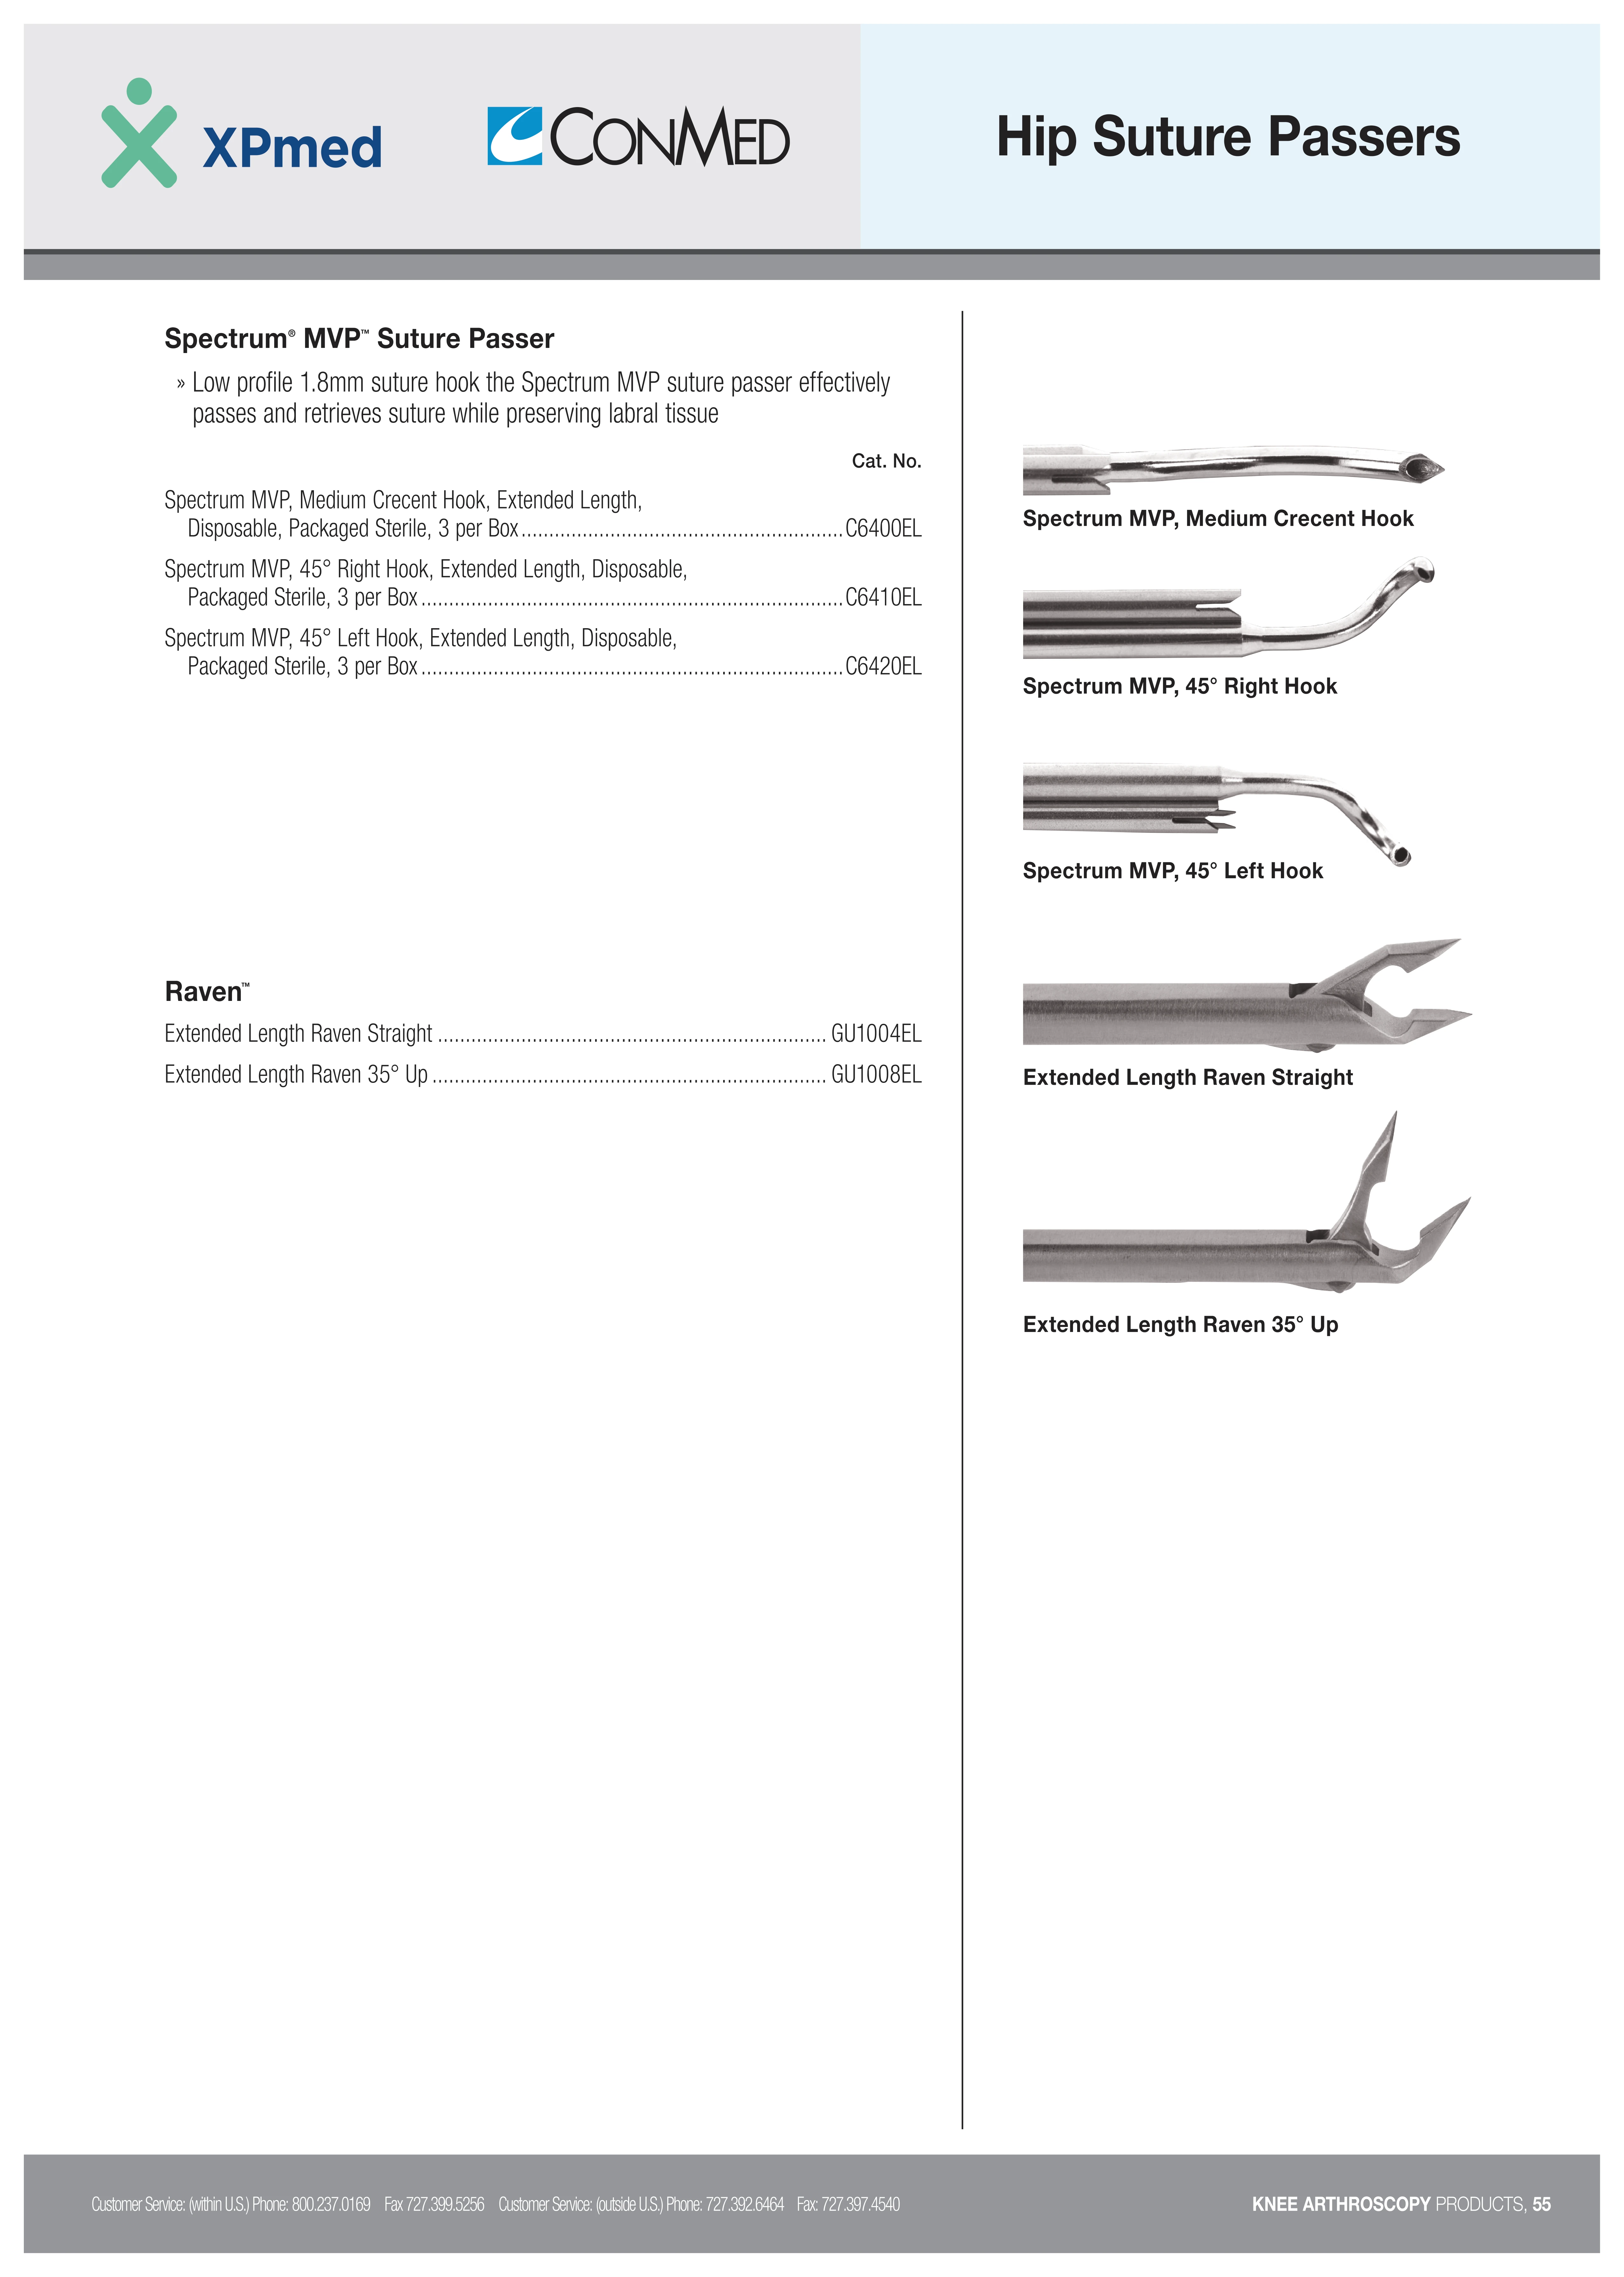 XPmed
CONMED
Hip Suture Passers
Spectrum® MVP™ Suture Passer
» Low profile 1.8mm suture hook the Spectrum MVP suture passer effectively
passes and retrieves suture while preserving labral tissue
Cat. No.
Spectrum MVP, Medium Crecent Hook, Extended Length,
Disposable, Packaged Sterile, 3 per Box..........................................................C6400EL
Spectrum MVP, 45° Right Hook, Extended Length, Disposable,
Packaged Sterile, 3 per Box............................................................................C6410EL
Spectrum MVP, 45° Left Hook, Extended Length, Disposable,
Packaged Sterile, 3 per Box............................................................................C6420EL
Raven™
Extended Length Raven Straight ...................................................................... GU1004EL
Extended Length Raven 35° Up ....................................................................... GU1008EL
Spectrum MVP, Medium Crecent Hook
Spectrum MVP, 45° Right Hook
Spectrum MVP, 45° Left Hook
Extended Length Raven Straight
Extended Length Raven 35° Up
Customer Service: (within U.S.) Phone: 800.237.0169 Fax 727.399.5256 Customer Service: (outside U.S.) Phone: 727.392.6464 Fax: 727.397.4540
KNEE ARTHROSCOPY PRODUCTS, 55